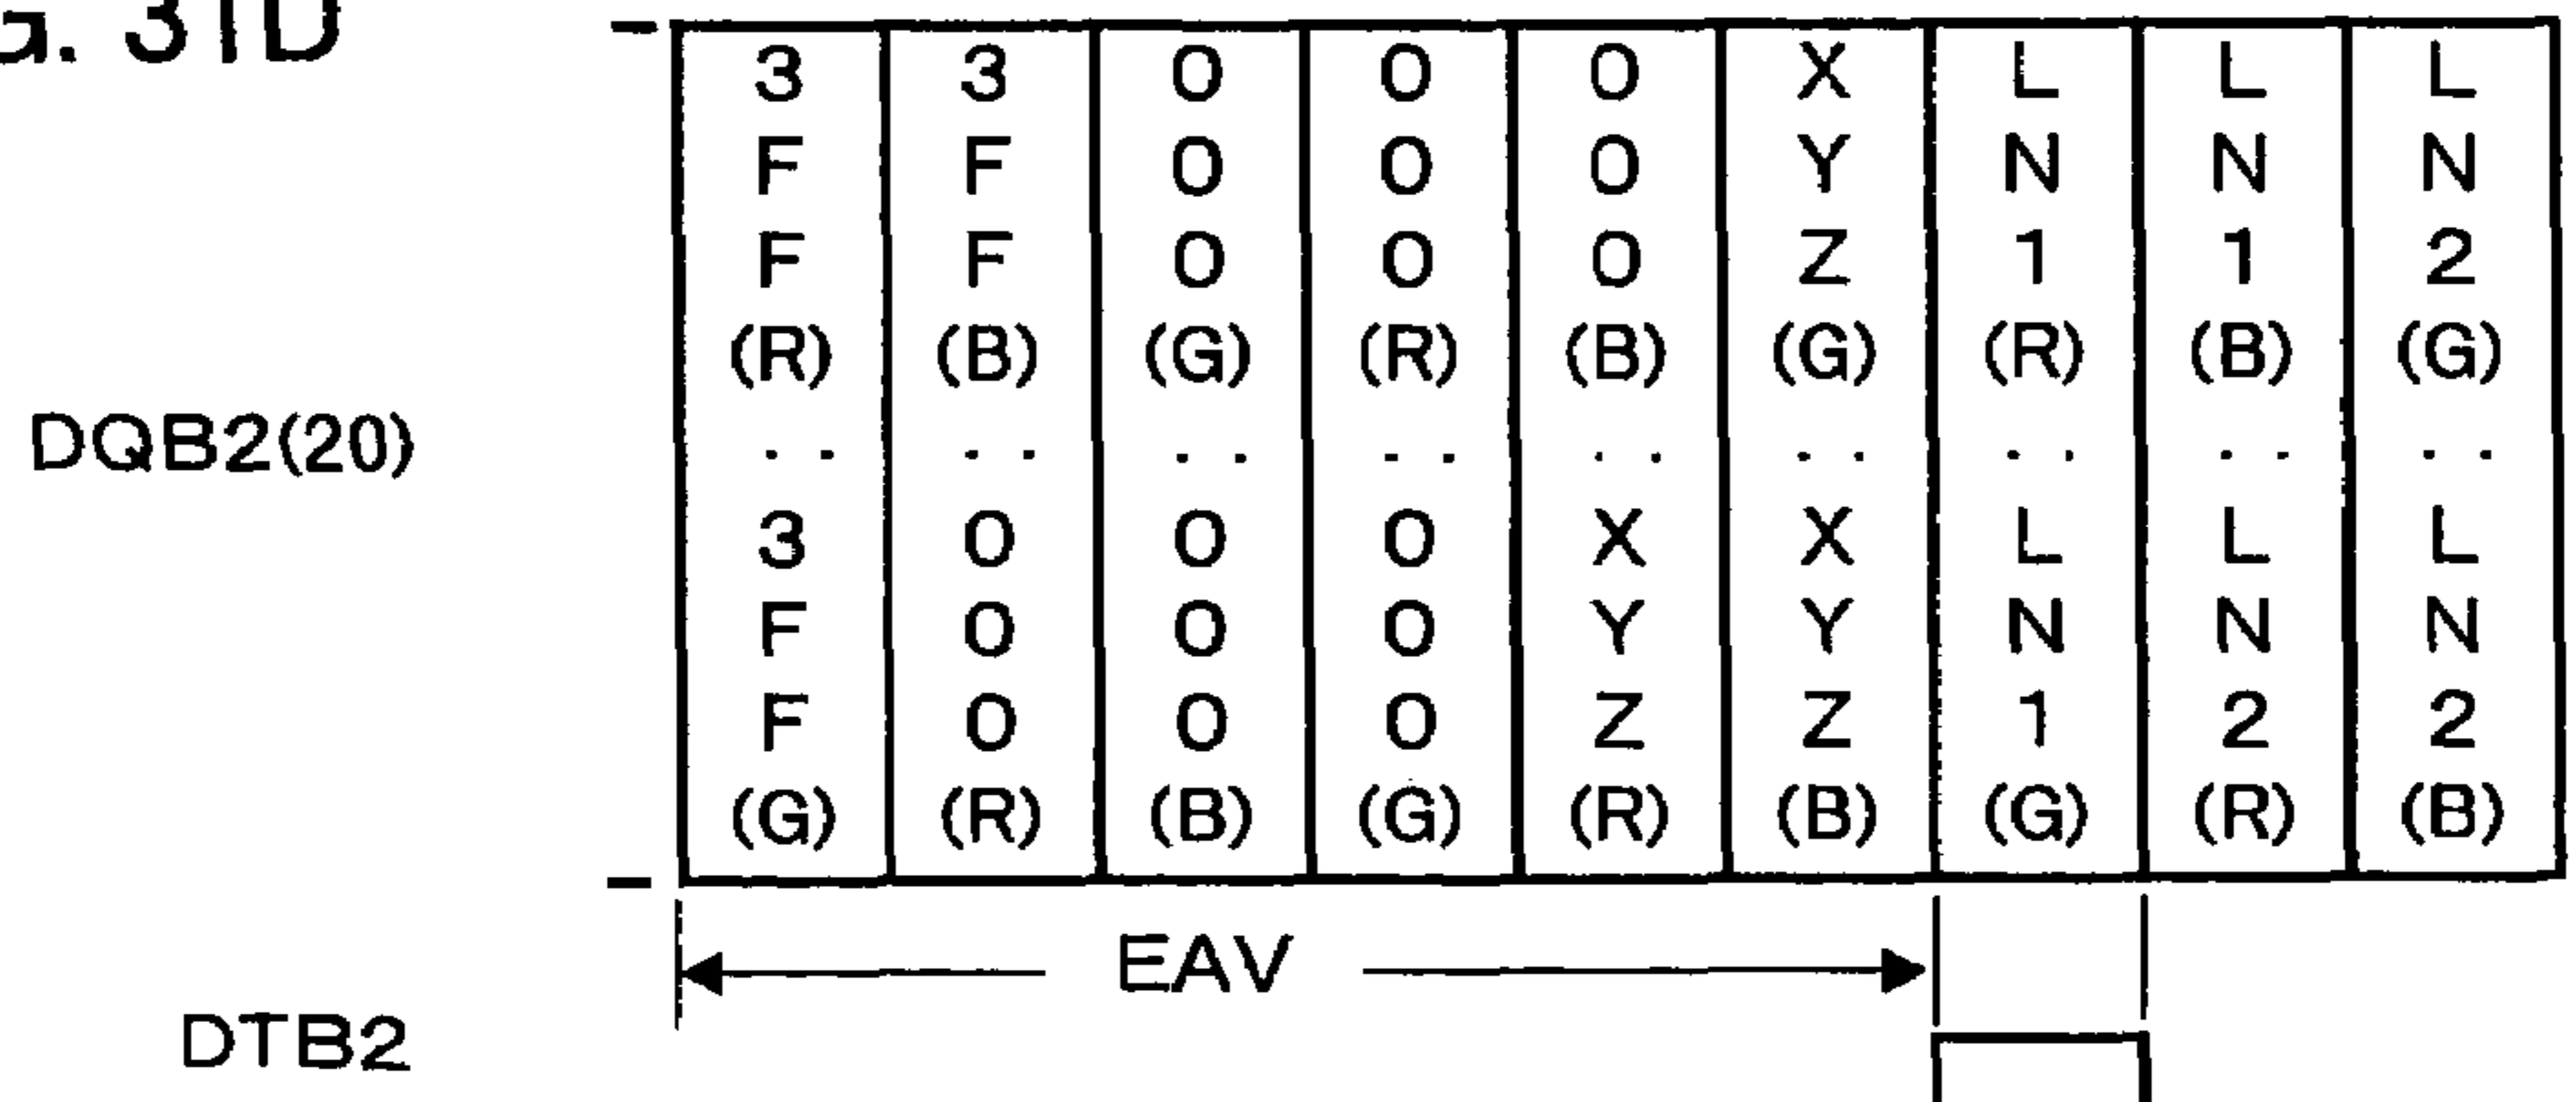 G. 31D
3 3 0 0 0 X L L L
F F 0 0 0 Y N N N
F F 0 0 0 Z 1 1 2
(R) (B) (G) (R) (B) (G) (R) (B) (G)
DQB2(20) .. .. .. .. .. .. .. .. ..
3 0 0 0 X X L L L
F 0 0 0 Y Y N N N
F 0 0 0 Z Z 1 2 2
(G) (R) (B) (G) (R) (B) (G) (R) (B)
EAV
DTB2